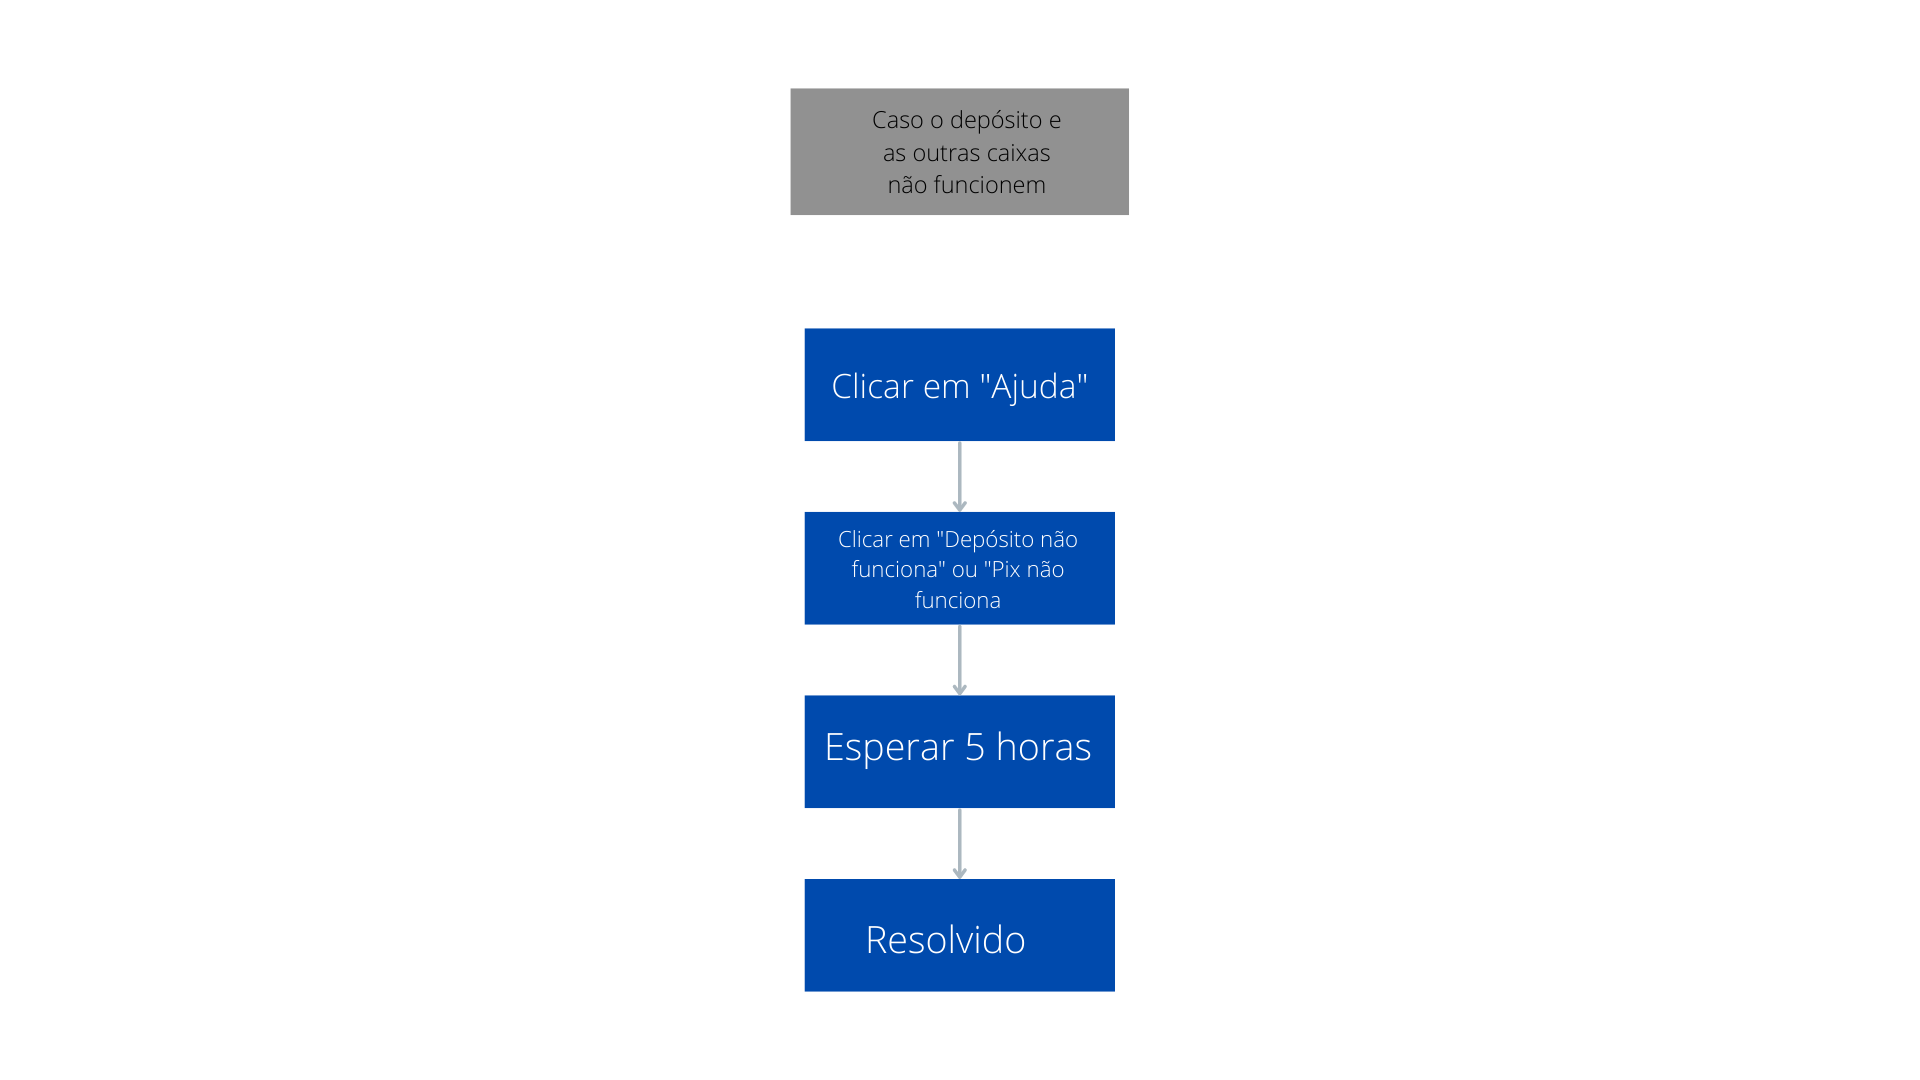 Caso o depósito e
as outras caixas
não funcionem
Clicar em "Ajuda"
Clicar em "Depósito não
funciona" ou "Pix não
funciona
Esperar 5 horas
Resolvido